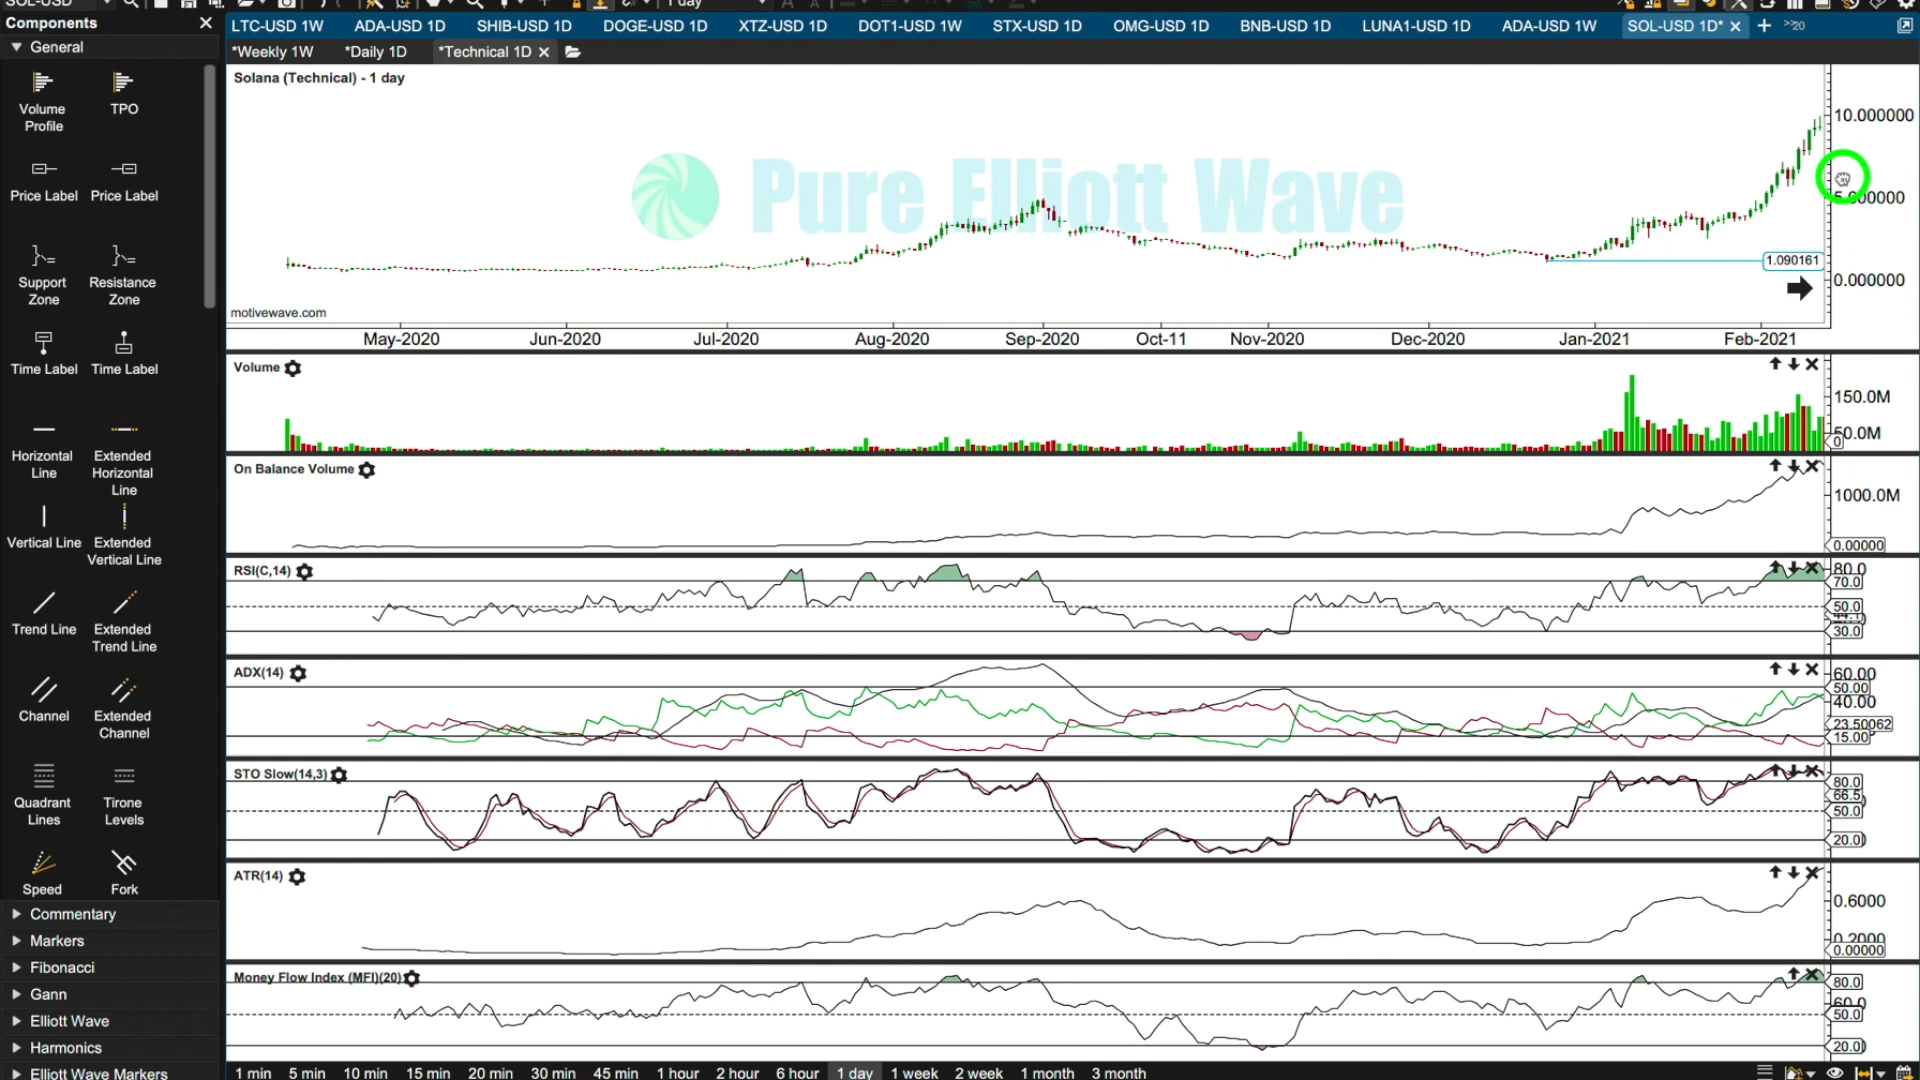 SOL-USD
1 day
Components
General
Volume Profile
TPO
Price Label
Price Label
Support Zone
Resistance Zone
Time Label
Time Label
Horizontal Line
Extended Horizontal Line
Vertical Line
Extended Vertical Line
Trend Line
Extended Trend Line
Channel
Extended Channel
Quadrant Lines
Tirone Levels
Speed
Fork
Commentary
Markers
Fibonacci
Gann
Elliott Wave
Harmonics
Elliott Wave Markers
LTC-USD 1W ADA-USD 1D SHIB-USD 1D DOGE-USD 1D XTZ-USD 1D DOT1-USD 1W STX-USD 1D OMG-USD 1D BNB-USD 1D LUNA1-USD 1D ADA-USD 1W SOL-USD 1D* 20
*Weekly 1W *Daily 1D *Technical 1D
Solana (Technical) - 1 day
Pure Elliott Wave
10.000000
5.000000
1.090161
0.000000
motivewave.com
May-2020 Jun-2020 Jul-2020 Aug-2020 Sep-2020 Oct-11 Nov-2020 Dec-2020 Jan-2021 Feb-2021
Volume
150.0M
50.0M
0
On Balance Volume
1000.0M
0.00000
RSI(C,14)
80.0
70.0
50.0
30.0
ADX(14)
60.00
50.00
40.00
23.50062
15.00
STO Slow(14,3)
80.0
66.5
50.0
20.0
ATR(14)
0.6000
0.2000
0.00000
Money Flow Index (MFI)(20)
80.0
60.0
50.0
20.0
1 min 5 min 10 min 15 min 20 min 30 min 45 min 1 hour 2 hour 6 hour 1 day 1 week 2 week 1 month 3 month